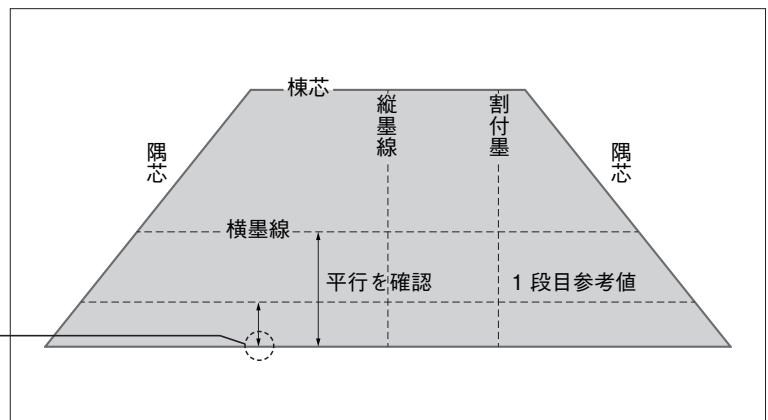 棟芯
縦墨線
割付墨
隅芯
隅芯
横墨線
平行を確認
1段目参考値